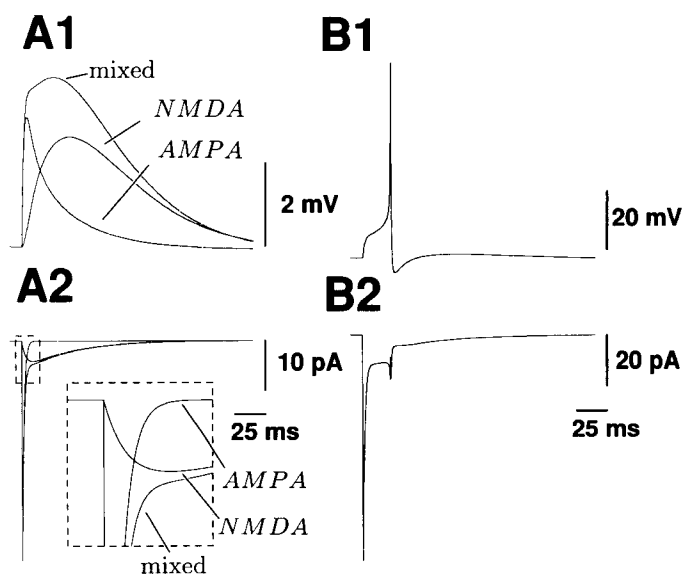 A1
B1
mixed
NMDA
AMPA
2 mV
20 mV
A2
B2
10 pA
20 pA
25 ms
25 ms
AMPA
NMDA
mixed